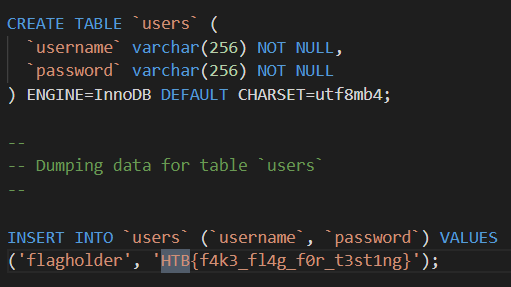 CREATE TABLE `users` (
  `username` varchar(256) NOT NULL,
  `password` varchar(256) NOT NULL
) ENGINE=InnoDB DEFAULT CHARSET=utf8mb4;
--
-- Dumping data for table `users`
--
INSERT INTO `users` (`username`, `password`) VALUES
('flagholder', 'HTB{f4k3_fl4g_f0r_t3st1ng}');